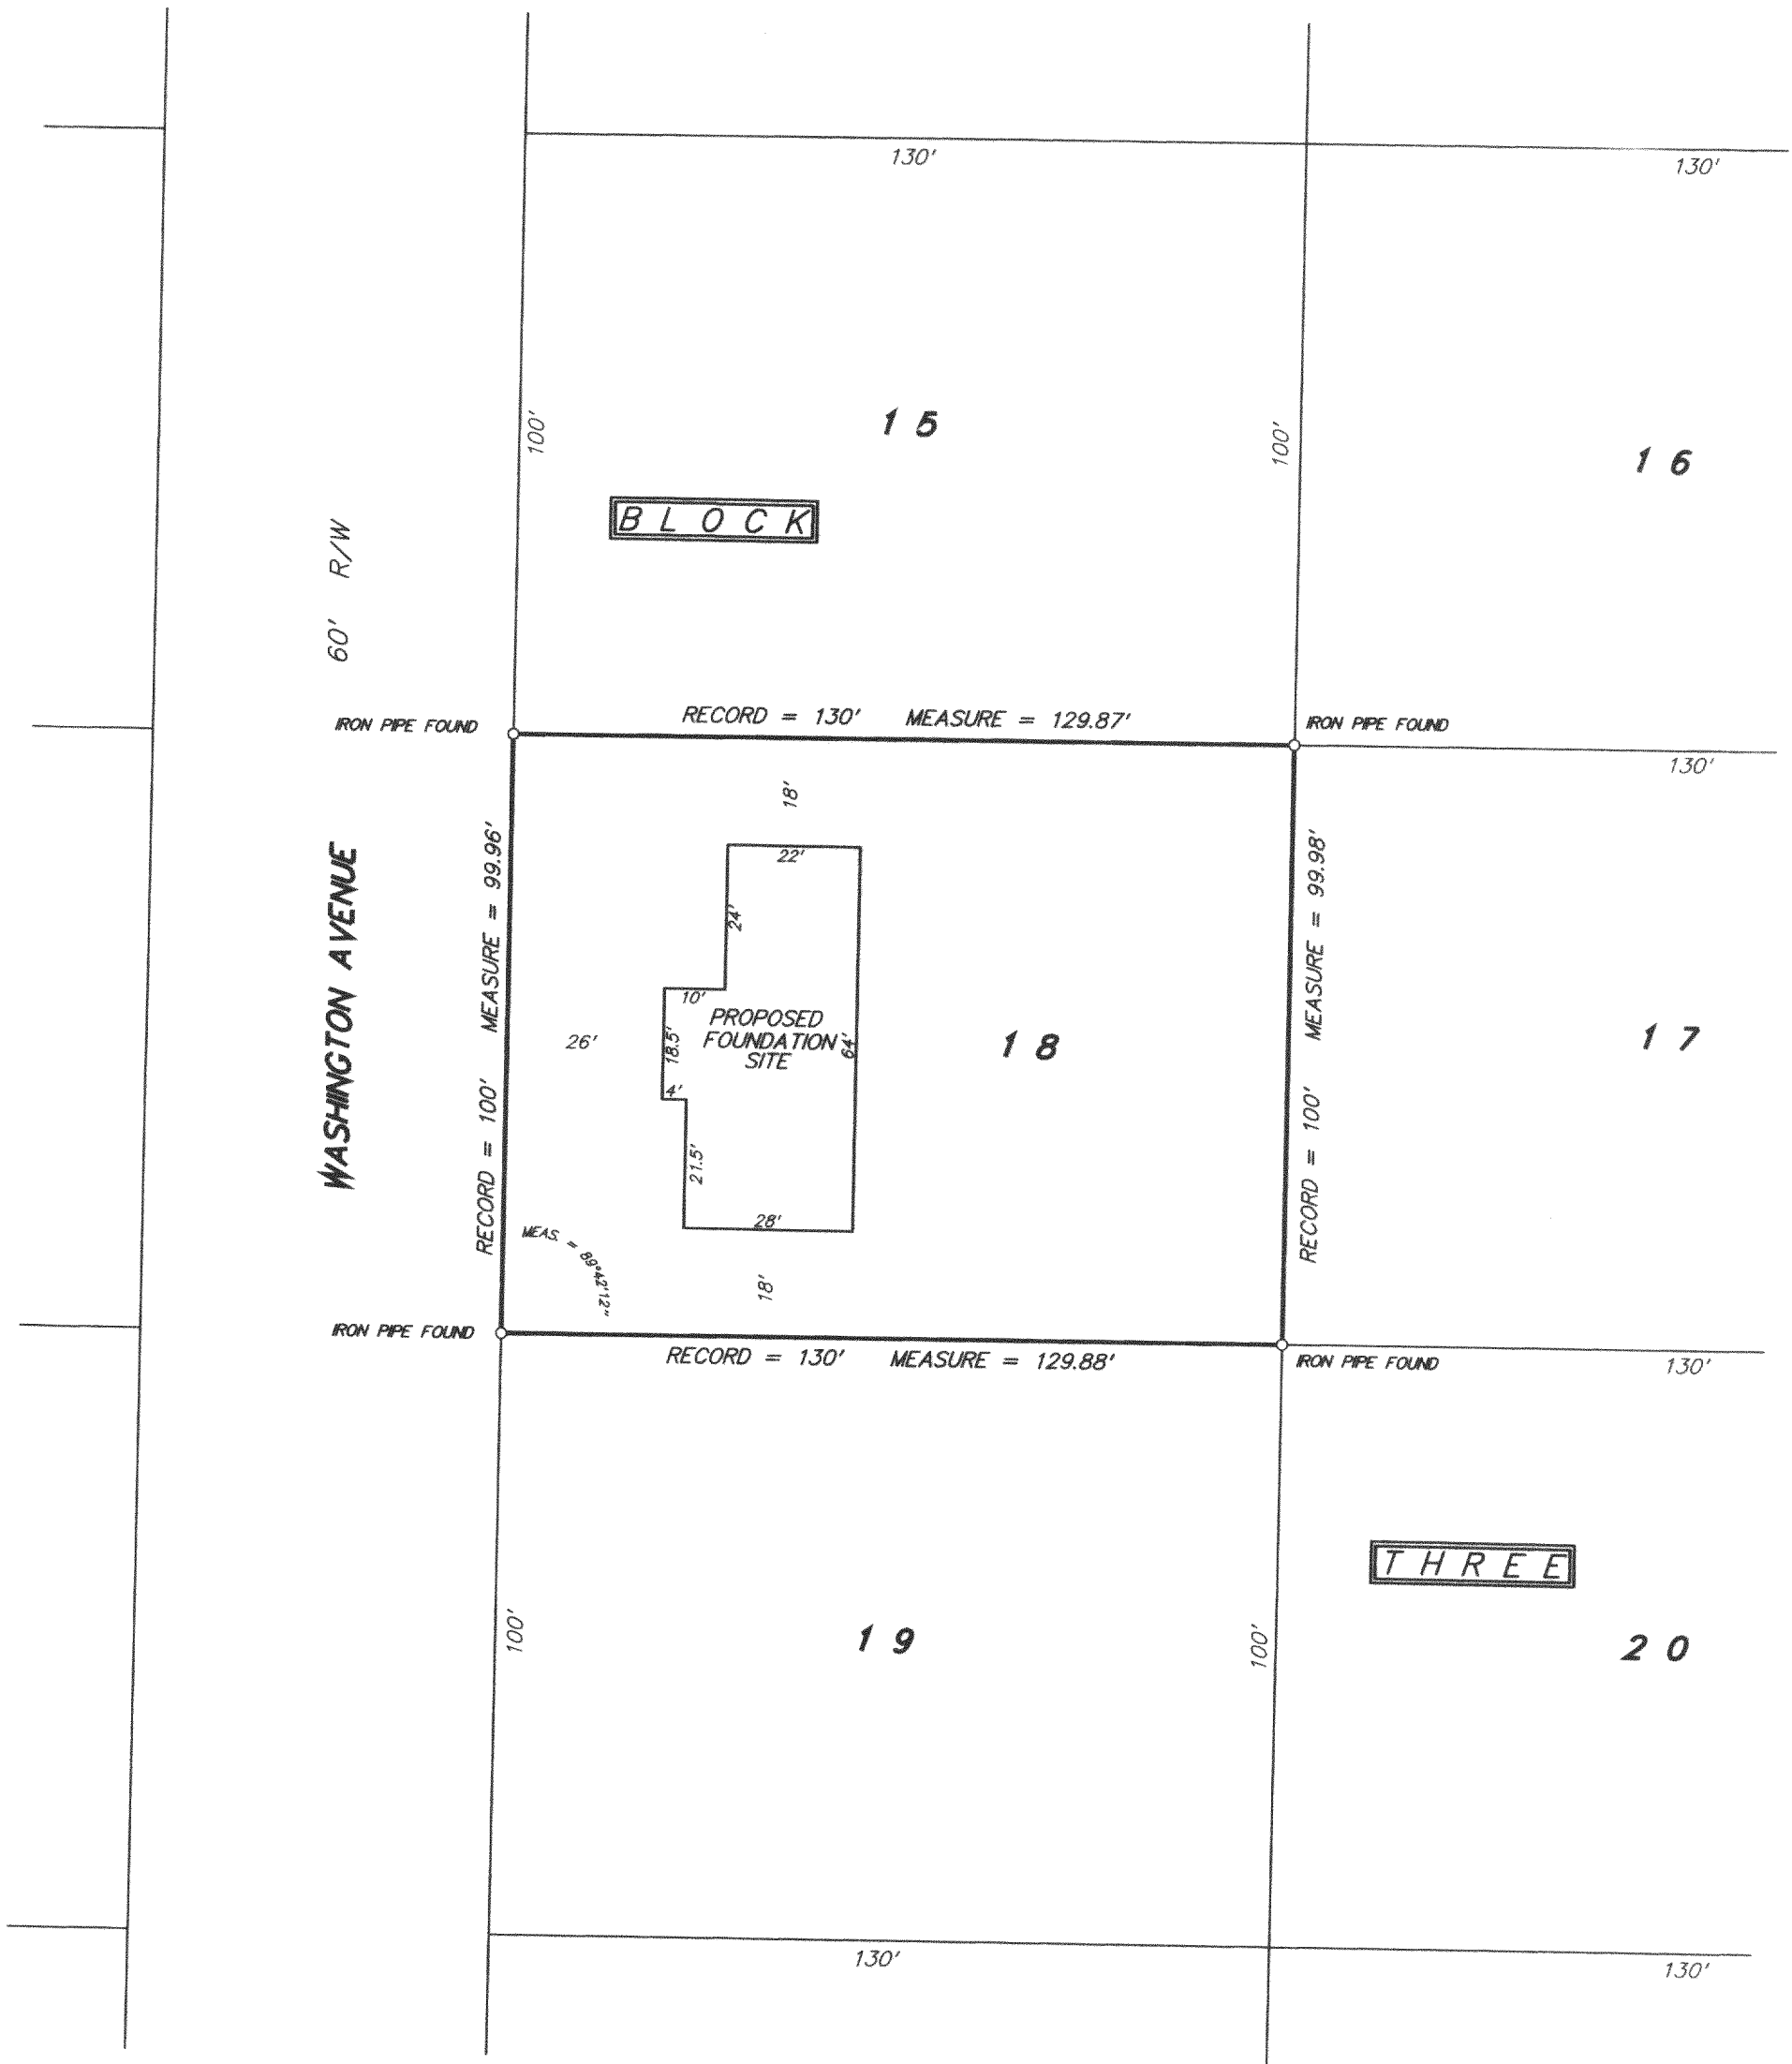 130'
130'
100'
15
100'
16
BLOCK
60' R/W
RECORD = 130' MEASURE = 129.87'
IRON PIPE FOUND
IRON PIPE FOUND
130'
WASHINGTON AVENUE
RECORD = 100' MEASURE = 99.96'
18'
22'
24'
10'
PROPOSED
FOUNDATION
SITE
26'
18.5'
64'
4'
21.5'
28'
18'
18
RECORD = 100' MEASURE = 99.98'
17
MEAS. = 89°42'12"
IRON PIPE FOUND
RECORD = 130' MEASURE = 129.88'
IRON PIPE FOUND
130'
THREE
100'
19
100'
20
130'
130'